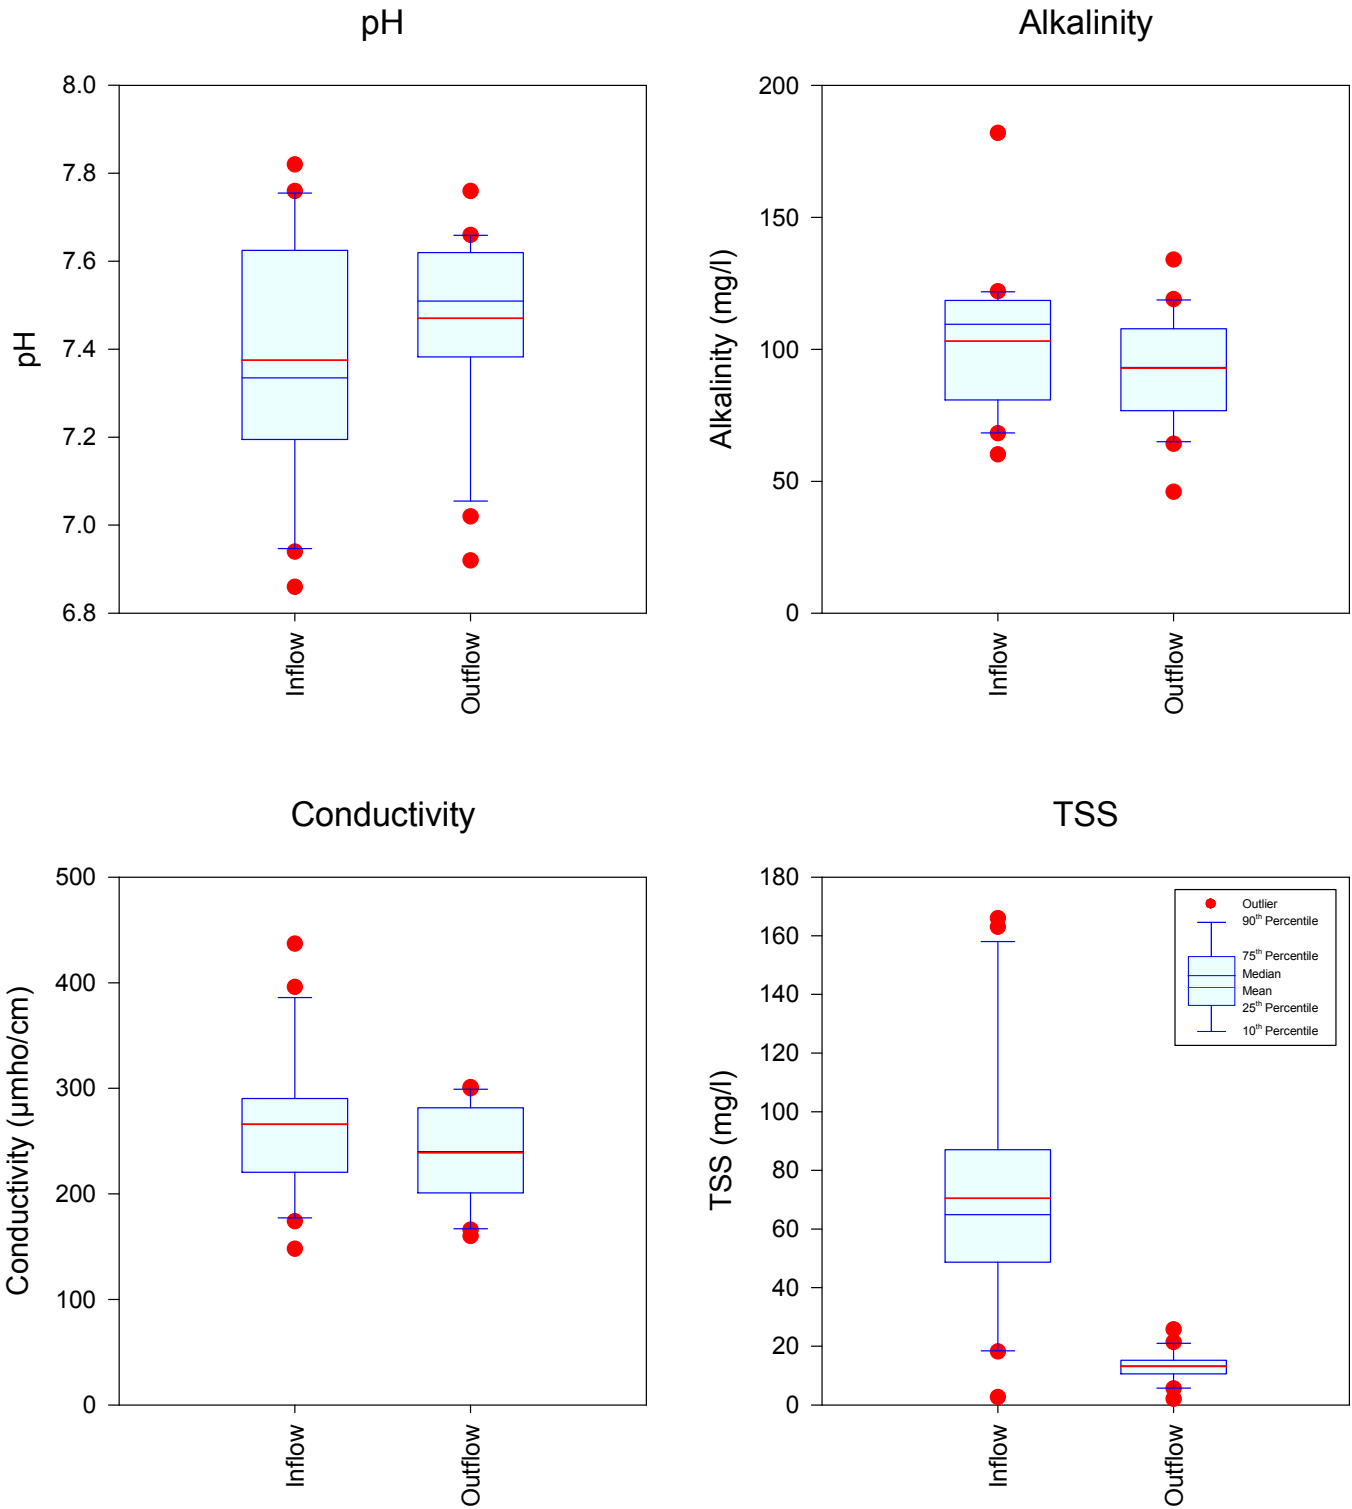 pH
pH
8.0
7.8
7.6
7.4
7.2
7.0
6.8
Inflow
Outflow
Alkalinity
Alkalinity (mg/l)
200
150
100
50
0
Inflow
Outflow
Conductivity
Conductivity (µmho/cm)
500
400
300
200
100
0
Inflow
Outflow
TSS
TSS (mg/l)
180
160
140
120
100
80
60
40
20
0
Inflow
Outflow
Outlier
90th Percentile
75th Percentile
Median
Mean
25th Percentile
10th Percentile